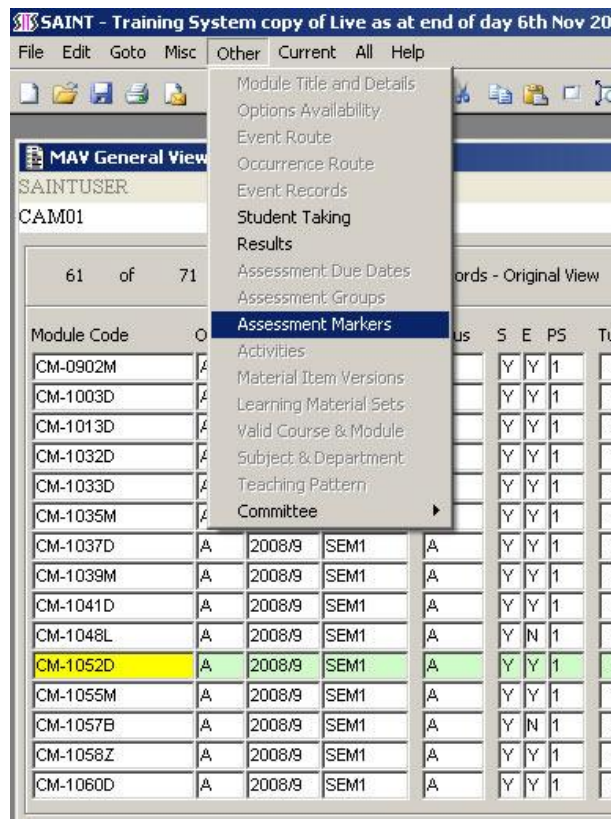 SAINT - Training System copy of Live as at end of day 6th Nov 20
File Edit Goto Misc Other Current All Help
Module Title and Details
Options Availability
Event Route
Occurrence Route
Event Records
Student Taking
Results
Assessment Due Dates
Assessment Groups
Assessment Markers
Activities
Material Item Versions
Learning Material Sets
Valid Course & Module
Subject & Department
Teaching Pattern
Committee
MAV General View
SAINTUSER
CAM01
61 of 71 ords - Original View
Module Code O us S E PS Tu
CM-0902M A Y Y 1
CM-1003D A Y Y 1
CM-1013D A Y Y 1
CM-1032D A Y Y 1
CM-1033D A Y Y 1
CM-1035M A Y Y 1
CM-1037D A 2008/9 SEM1 A Y Y 1
CM-1039M A 2008/9 SEM1 A Y Y 1
CM-1041D A 2008/9 SEM1 A Y Y 1
CM-1048L A 2008/9 SEM1 A Y N 1
CM-1052D A 2008/9 SEM1 A Y Y 1
CM-1055M A 2008/9 SEM1 A Y Y 1
CM-1057B A 2008/9 SEM1 A Y N 1
CM-1058Z A 2008/9 SEM1 A Y Y 1
CM-1060D A 2008/9 SEM1 A Y Y 1